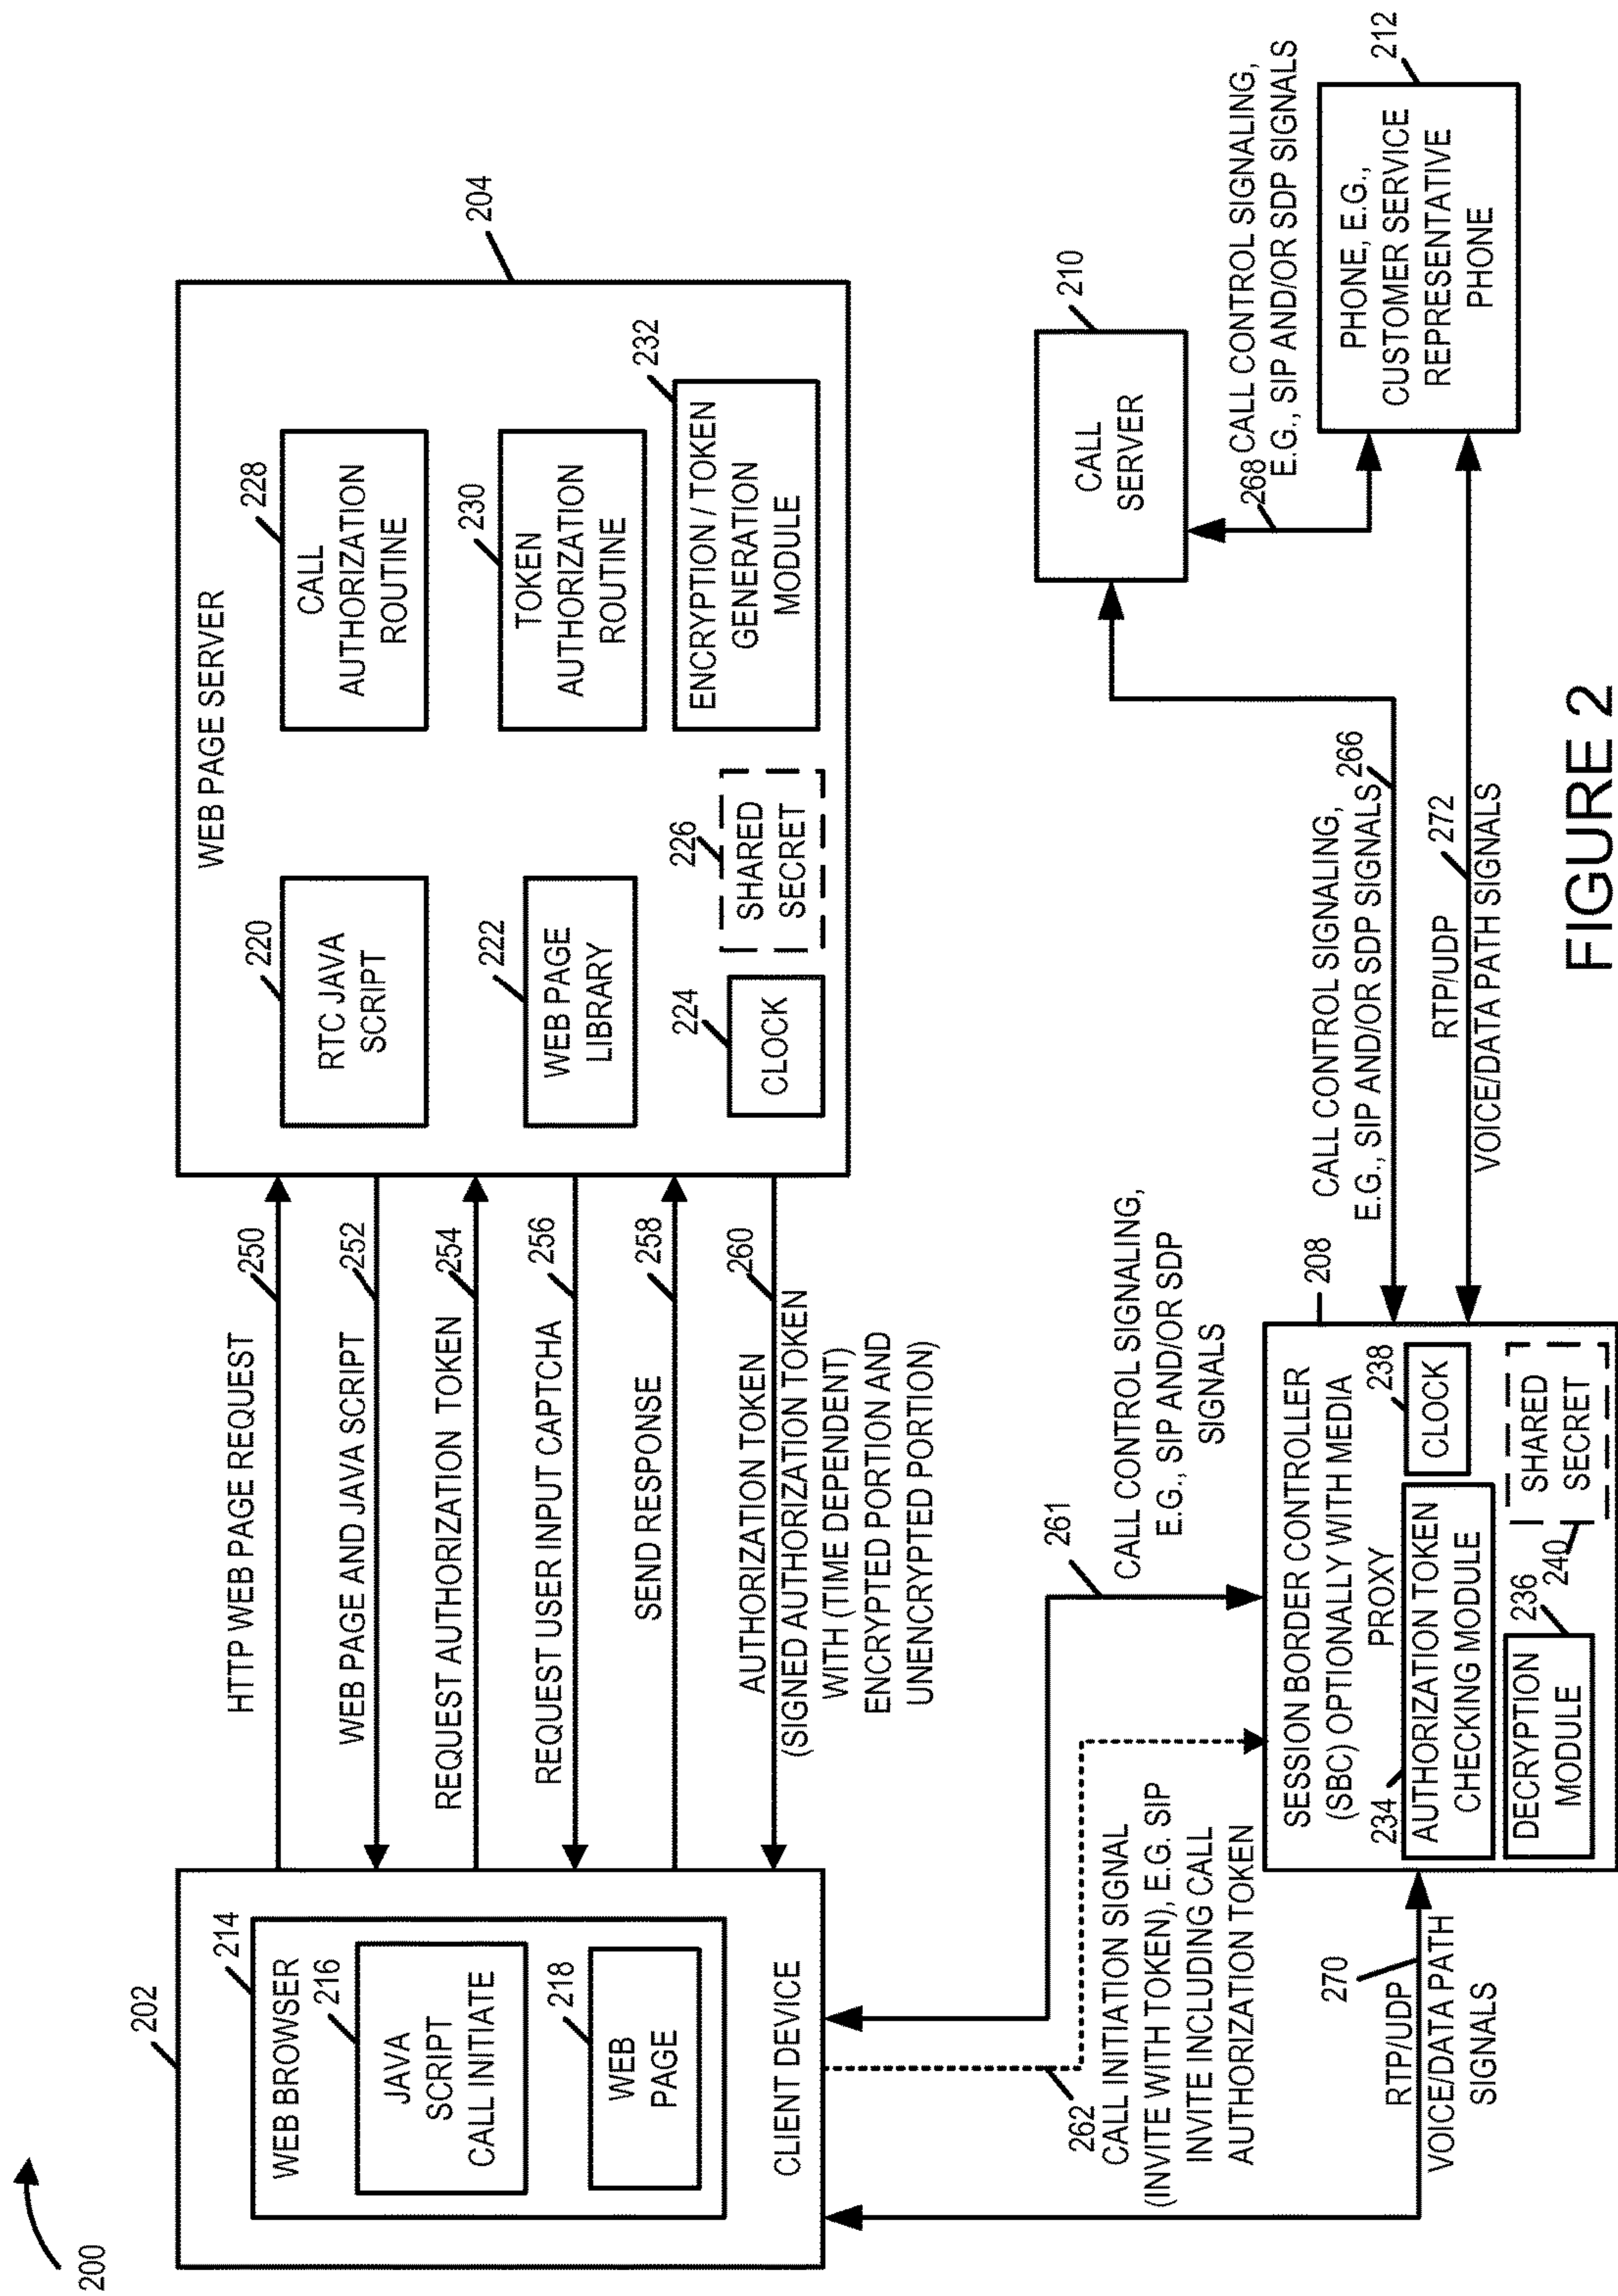 200
202
WEB BROWSER
214
216
JAVA
SCRIPT
CALL INITIATE
218
WEB
PAGE
CLIENT DEVICE
HTTP WEB PAGE REQUEST
250
WEB PAGE AND JAVA SCRIPT
252
REQUEST AUTHORIZATION TOKEN
254
REQUEST USER INPUT CAPTCHA
256
SEND RESPONSE
258
AUTHORIZATION TOKEN
260
(SIGNED AUTHORIZATION TOKEN
WITH (TIME DEPENDENT)
ENCRYPTED PORTION AND
UNENCRYPTED PORTION)
204
WEB PAGE SERVER
220
RTC JAVA
SCRIPT
228
CALL
AUTHORIZATION
ROUTINE
222
WEB PAGE
LIBRARY
230
TOKEN
AUTHORIZATION
ROUTINE
224
CLOCK
226
SHARED
SECRET
232
ENCRYPTION / TOKEN
GENERATION
MODULE
262
CALL INITIATION SIGNAL
(INVITE WITH TOKEN), E.G. SIP
INVITE INCLUDING CALL
AUTHORIZATION TOKEN
261
CALL CONTROL SIGNALING,
E.G., SIP AND/OR SDP
SIGNALS
270
RTP/UDP
VOICE/DATA PATH
SIGNALS
208
SESSION BORDER CONTROLLER
(SBC) OPTIONALLY WITH MEDIA
PROXY
234
AUTHORIZATION TOKEN
CHECKING MODULE
238
CLOCK
236
DECRYPTION
MODULE
240
SHARED
SECRET
CALL CONTROL SIGNALING,
E.G., SIP AND/OR SDP SIGNALS
266
RTP/UDP
272
VOICE/DATA PATH SIGNALS
210
CALL
SERVER
268
CALL CONTROL SIGNALING,
E.G., SIP AND/OR SDP SIGNALS
212
PHONE, E.G.,
CUSTOMER SERVICE
REPRESENTATIVE
PHONE
FIGURE 2